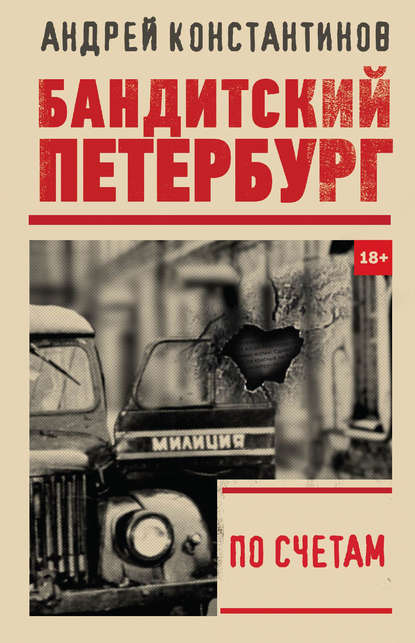 АНДРЕЙ КОНСТАНТИНОВ
БАНДИТСКИЙ
ПЕТЕРБУРГ
18+
МИЛИЦИЯ
ПО СЧЕТАМ